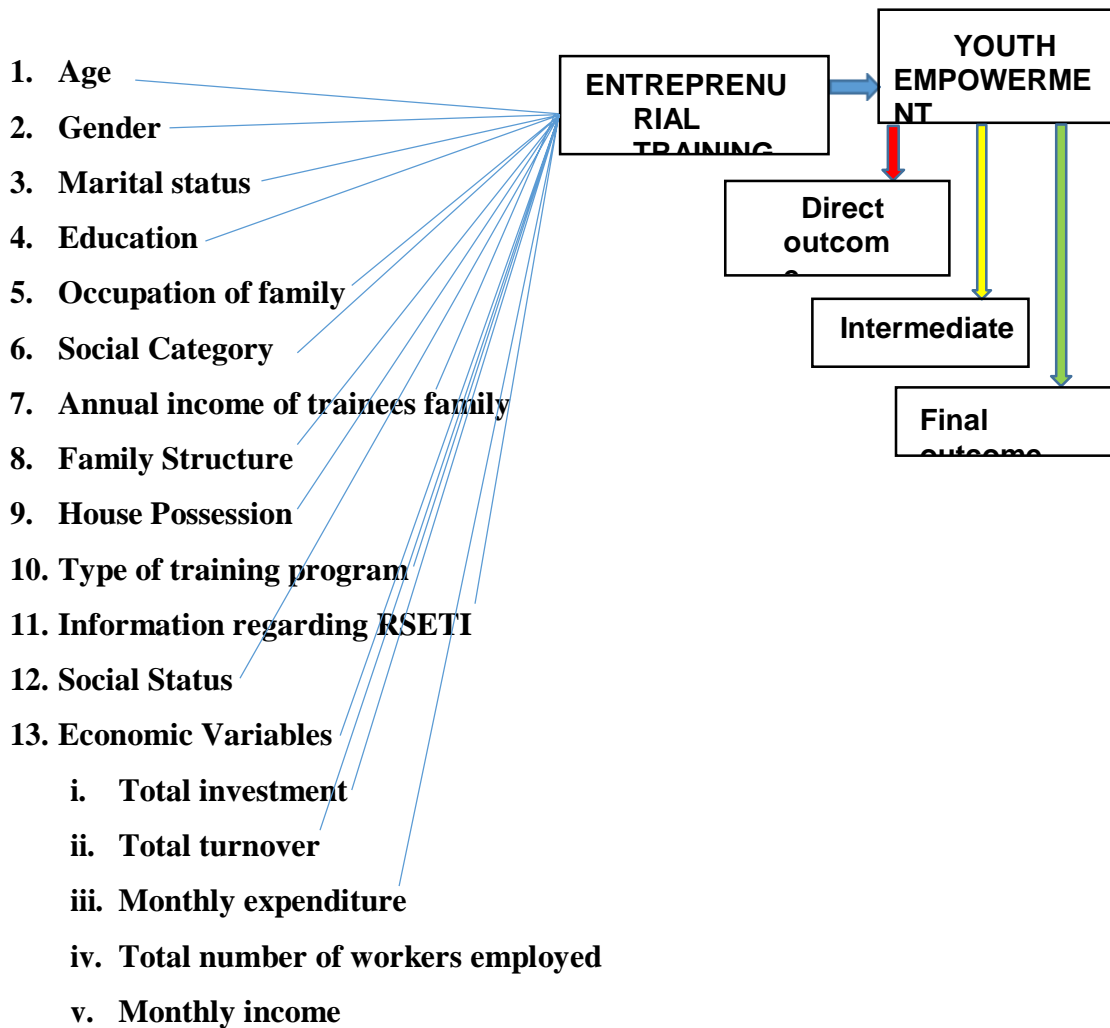 1. Age
2. Gender
3. Marital status
4. Education
5. Occupation of family
6. Social Category
7. Annual income of trainees family
8. Family Structure
9. House Possession
10. Type of training program
11. Information regarding RSETI
12. Social Status
13. Economic Variables
i. Total investment
ii. Total turnover
iii. Monthly expenditure
iv. Total number of workers employed
v. Monthly income
ENTREPRENU
RIAL
TRAINING
YOUTH
EMPOWERME
NT
Direct
outcom
Intermediate
Final
outcome